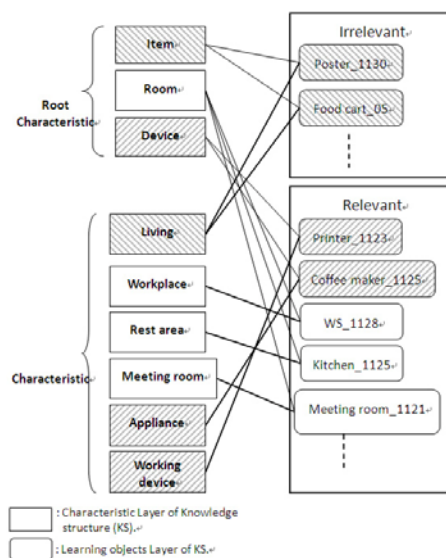 Item
Room
Device
Root
Characteristic
Living
Workplace
Rest area
Meeting room
Appliance
Working
device
Characteristic
Irrelevant
Poster_1130
Food cart_05
Relevant
Printer_1123
Coffee maker_1125
WS_1128
Kitchen_1125
Meeting room_1121
: Characteristic Layer of Knowledge
structure (KS).
: Learning objects Layer of KS.